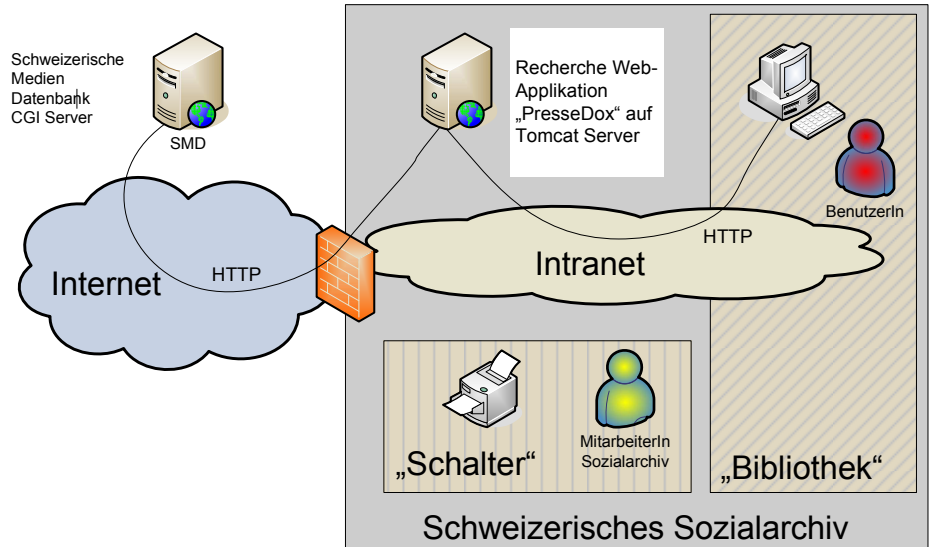 Schweizerische
Medien
Datenbank
CGI Server
SMD
Recherche Web-
Applikation
„PresseDox“ auf
Tomcat Server
BenutzerIn
HTTP
HTTP
Internet
Intranet
MitarbeiterIn
Sozialarchiv
„Schalter“
„Bibliothek“
Schweizerisches Sozialarchiv